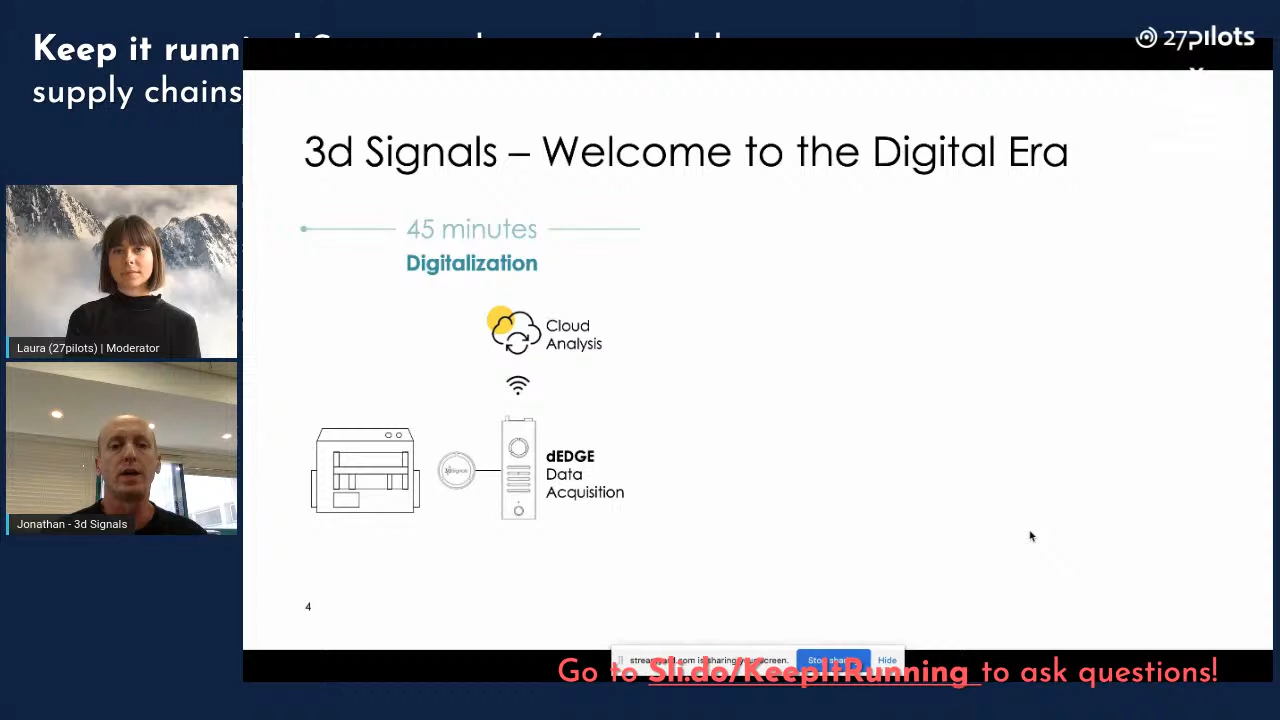 Keep it runn
supply chains
27pilots
3d Signals – Welcome to the Digital Era
45 minutes
Digitalization
Cloud
Analysis
3dSignals
dEDGE
Data
Acquisition
4
Laura (27pilots) | Moderator
Jonathan - 3d Signals
Hide
Go to Sli.do/KeepItRunning to ask questions!